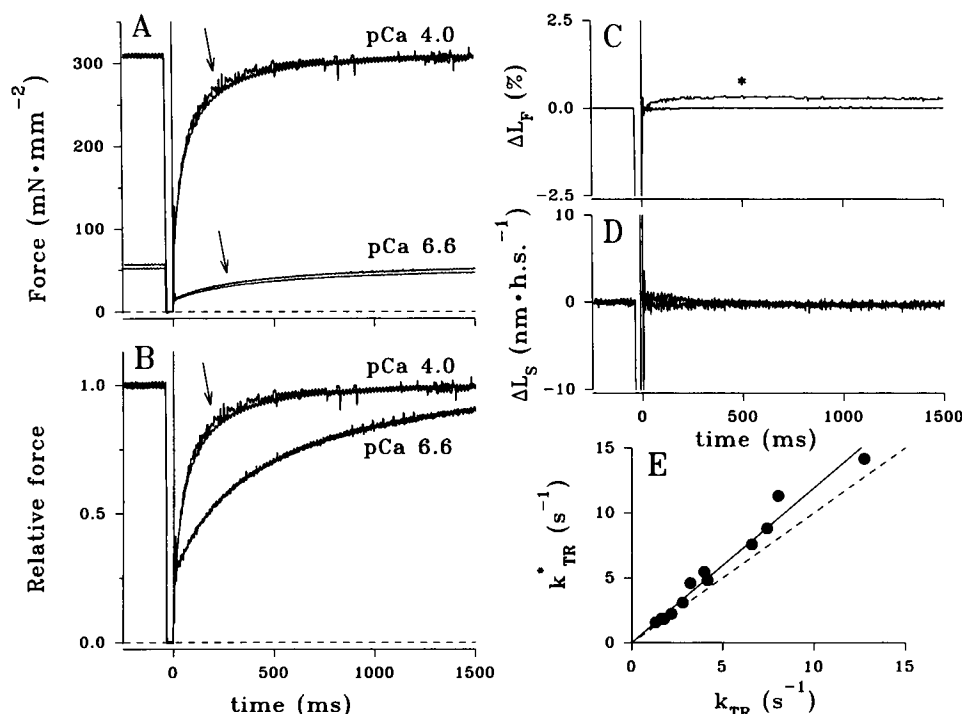 A
Force (mN·mm⁻²)
300
200
100
0
pCa 4.0
pCa 6.6
B
Relative force
1.0
0.5
0.0
pCa 4.0
pCa 6.6
0
500
1000
1500
time (ms)
C
ΔL_F (%)
2.5
0.0
-2.5
*
D
ΔL_S (nm·h.s.⁻¹)
10
0
-10
0
500
1000
1500
time (ms)
E
k*_TR (s⁻¹)
15
10
5
0
0
5
10
15
k_TR (s⁻¹)